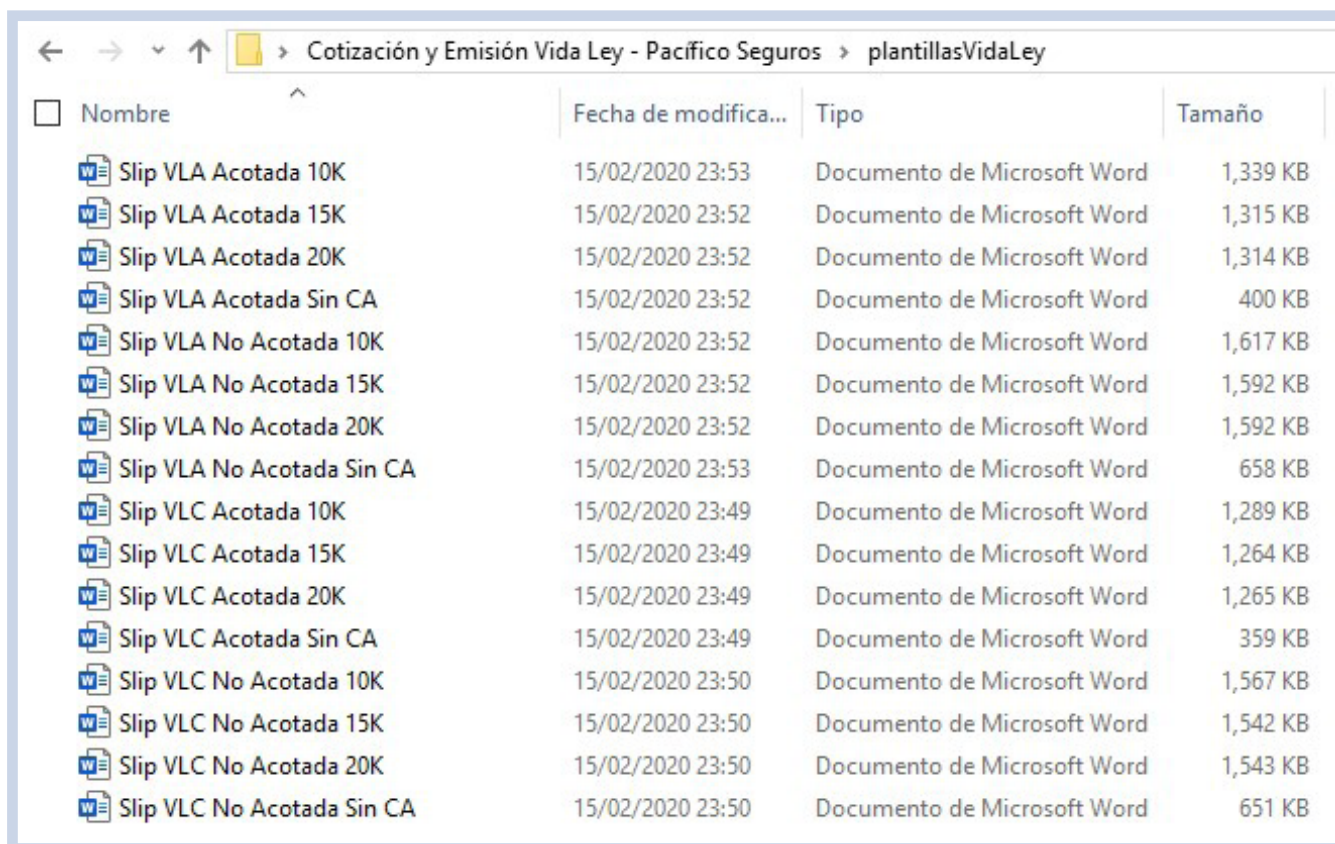 Cotización y Emisión Vida Ley - Pacífico Seguros > plantillasVidaLey
Nombre Fecha de modifica... Tipo Tamaño
Slip VLA Acotada 10K 15/02/2020 23:53 Documento de Microsoft Word 1,339 KB
Slip VLA Acotada 15K 15/02/2020 23:52 Documento de Microsoft Word 1,315 KB
Slip VLA Acotada 20K 15/02/2020 23:52 Documento de Microsoft Word 1,314 KB
Slip VLA Acotada Sin CA 15/02/2020 23:52 Documento de Microsoft Word 400 KB
Slip VLA No Acotada 10K 15/02/2020 23:52 Documento de Microsoft Word 1,617 KB
Slip VLA No Acotada 15K 15/02/2020 23:52 Documento de Microsoft Word 1,592 KB
Slip VLA No Acotada 20K 15/02/2020 23:52 Documento de Microsoft Word 1,592 KB
Slip VLA No Acotada Sin CA 15/02/2020 23:53 Documento de Microsoft Word 658 KB
Slip VLC Acotada 10K 15/02/2020 23:49 Documento de Microsoft Word 1,289 KB
Slip VLC Acotada 15K 15/02/2020 23:49 Documento de Microsoft Word 1,264 KB
Slip VLC Acotada 20K 15/02/2020 23:49 Documento de Microsoft Word 1,265 KB
Slip VLC Acotada Sin CA 15/02/2020 23:49 Documento de Microsoft Word 359 KB
Slip VLC No Acotada 10K 15/02/2020 23:50 Documento de Microsoft Word 1,567 KB
Slip VLC No Acotada 15K 15/02/2020 23:50 Documento de Microsoft Word 1,542 KB
Slip VLC No Acotada 20K 15/02/2020 23:50 Documento de Microsoft Word 1,543 KB
Slip VLC No Acotada Sin CA 15/02/2020 23:50 Documento de Microsoft Word 651 KB